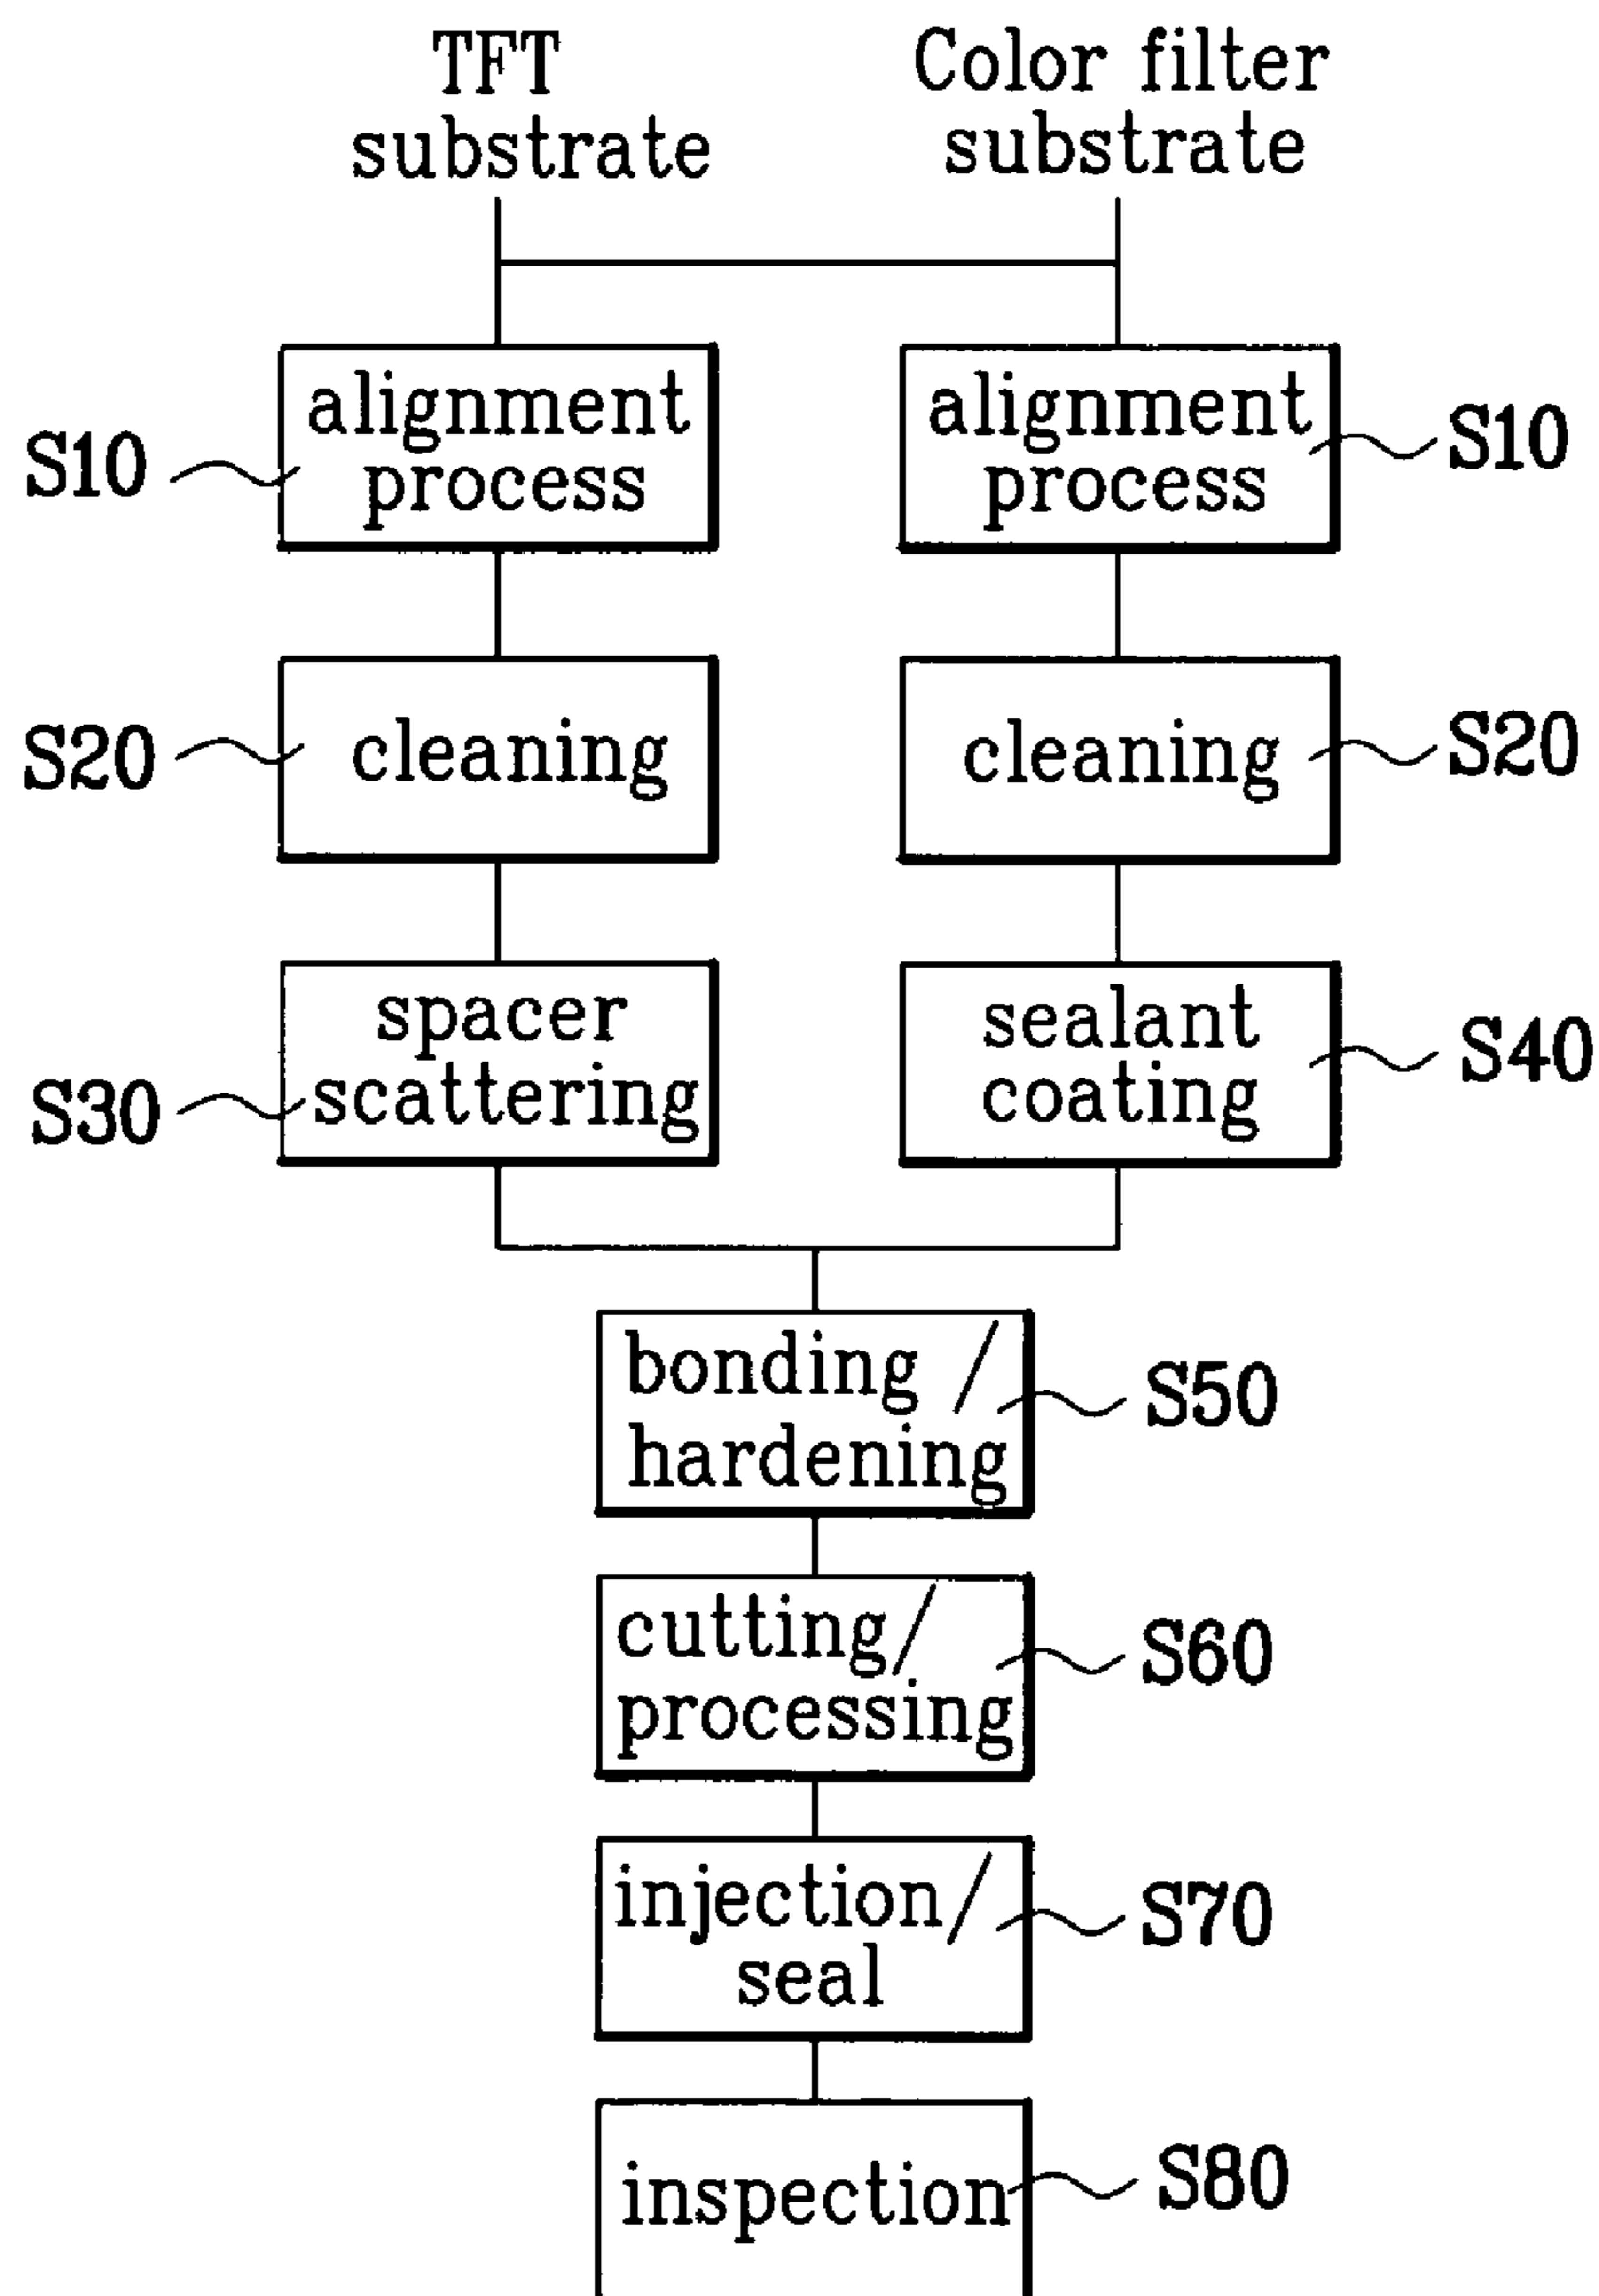 TFT
substrate
Color filter
substrate
alignment
process
S10
alignment
process
S10
cleaning
S20
cleaning
S20
spacer
scattering
S30
sealant
coating
S40
bonding /
hardening
S50
cutting/
processing
S60
injection/
seal
S70
inspection
S80